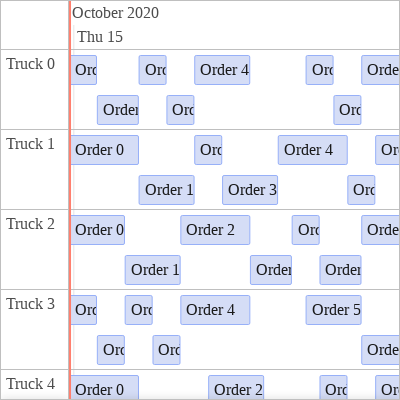 October 2020
Thu 15
Truck 0
Orc Orc Order 4 Orc Orde
Order Orc Orc
Truck 1
Order 0 Orc Order 4 Or
Order 1 Order 3 Orc
Truck 2
Order 0 Order 2 Orc Orde
Order 1 Order Order
Truck 3
Orc Orc Order 4 Order 5
Orc Orc Orde
Truck 4
Order 0 Order 2 Orc Or